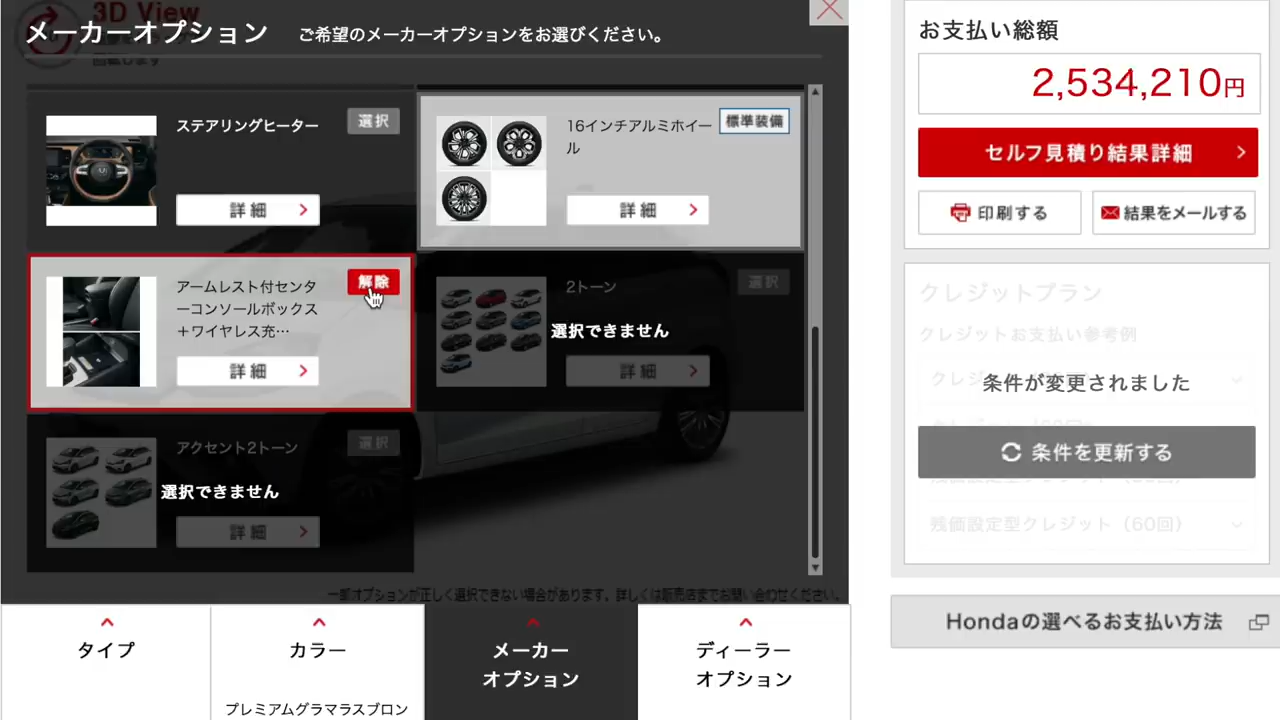 3D View
メーカーオプション
ご希望のメーカーオプションをお選びください。
回転します
ステアリングヒーター
選択
詳細
16インチアルミホイー
ル
標準装備
詳細
アームレスト付センタ
ーコンソールボックス
＋ワイヤレス充…
解除
詳細
2トーン
選択
選択できません
詳細
アクセント2トーン
選択
選択できません
詳細
一部オプションが正しく選択できない場合があります。詳しくは販売店までお問い合わせください。
タイプ
カラー
プレミアムグラマラスブロン
メーカー
オプション
ディーラー
オプション
お支払い総額
2,534,210円
セルフ見積り結果詳細
印刷する
結果をメールする
クレジットプラン
クレジットお支払い参考例
条件が変更されました
条件を更新する
残価設定型クレジット（60回）
Hondaの選べるお支払い方法